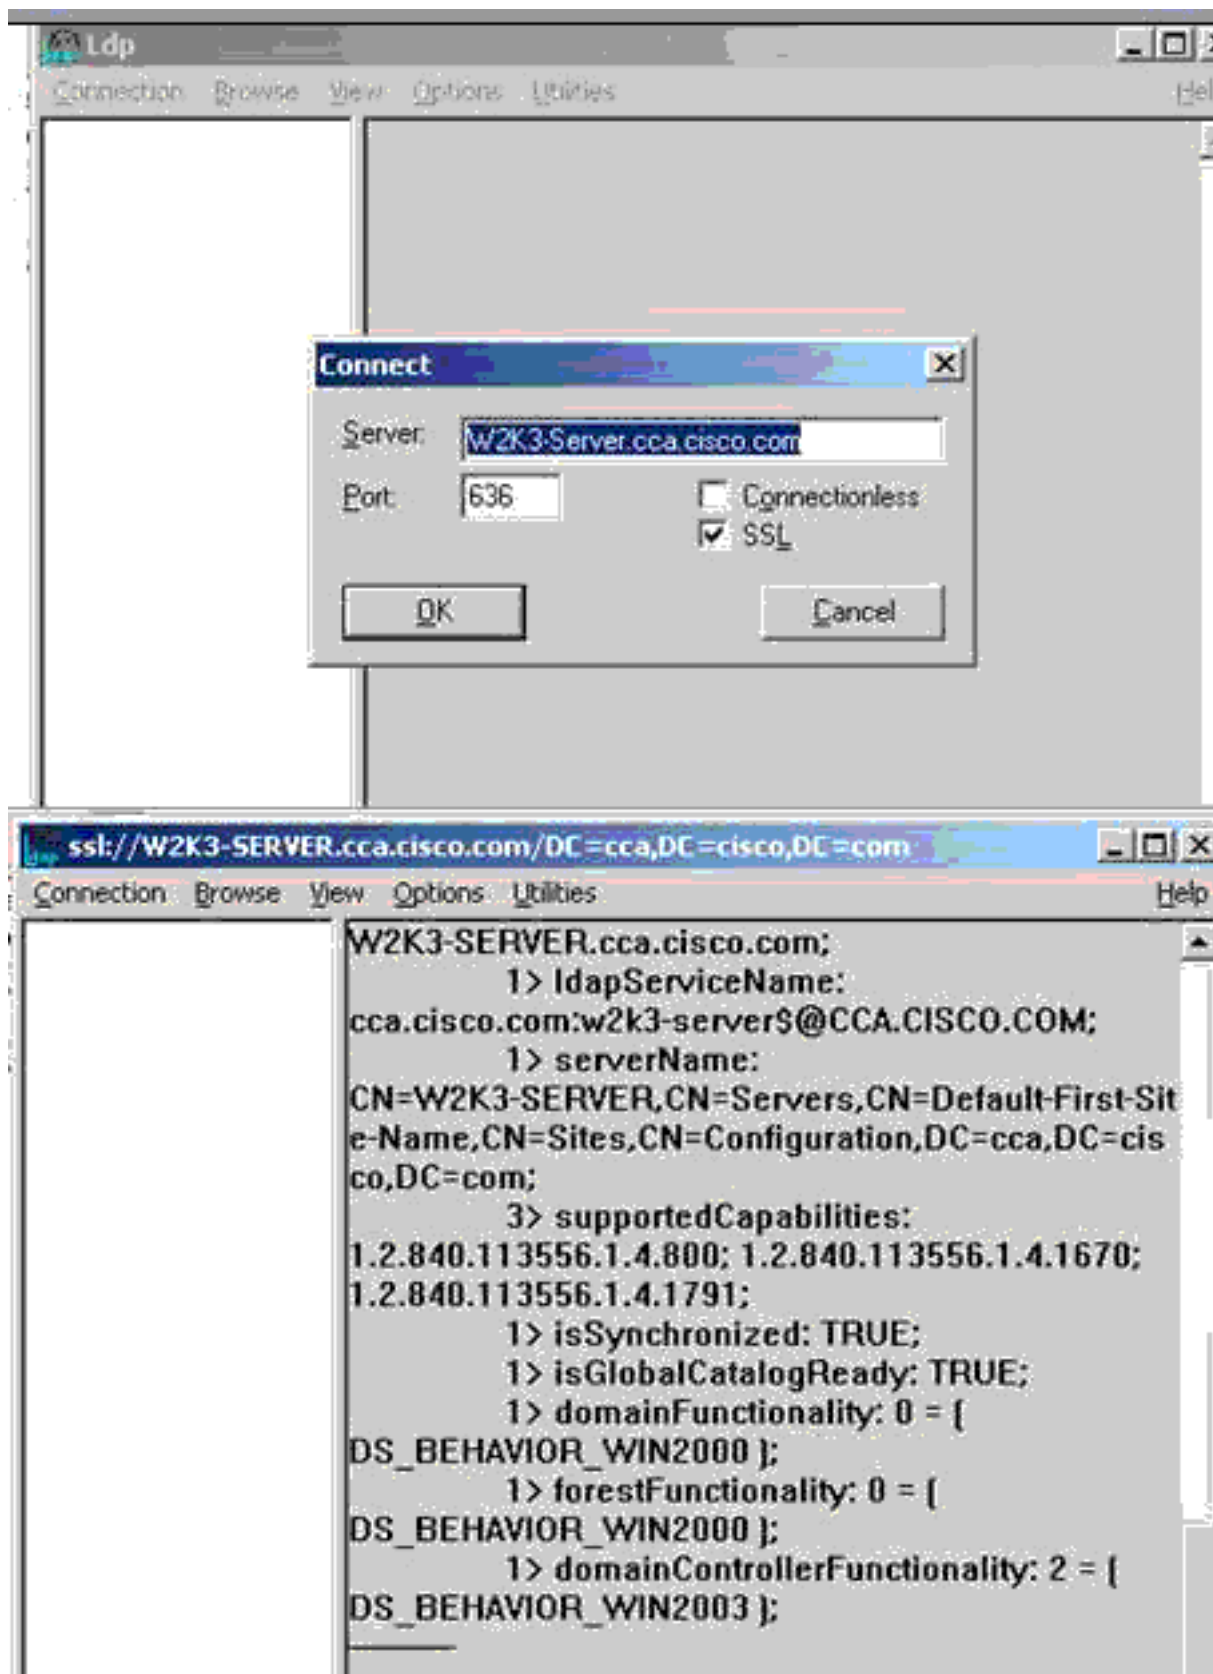 Ldp
Connection Browse View Options Utilities Hel
Connect
Server: W2K3-Server.cca.cisco.com
Port: 636 Connectionless
SSL
OK Cancel
ssl://W2K3-SERVER.cca.cisco.com/DC=cca,DC=cisco,DC=com
Connection Browse View Options Utilities Help
W2K3-SERVER.cca.cisco.com;
1> ldapServiceName:
cca.cisco.com:w2k3-server$@CCA.CISCO.COM;
1> serverName:
CN=W2K3-SERVER,CN=Servers,CN=Default-First-Sit
e-Name,CN=Sites,CN=Configuration,DC=cca,DC=cis
co,DC=com;
3> supportedCapabilities:
1.2.840.113556.1.4.800; 1.2.840.113556.1.4.1670;
1.2.840.113556.1.4.1791;
1> isSynchronized: TRUE;
1> isGlobalCatalogReady: TRUE;
1> domainFunctionality: 0 = (
DS_BEHAVIOR_WIN2000 );
1> forestFunctionality: 0 = (
DS_BEHAVIOR_WIN2000 );
1> domainControllerFunctionality: 2 = (
DS_BEHAVIOR_WIN2003 );